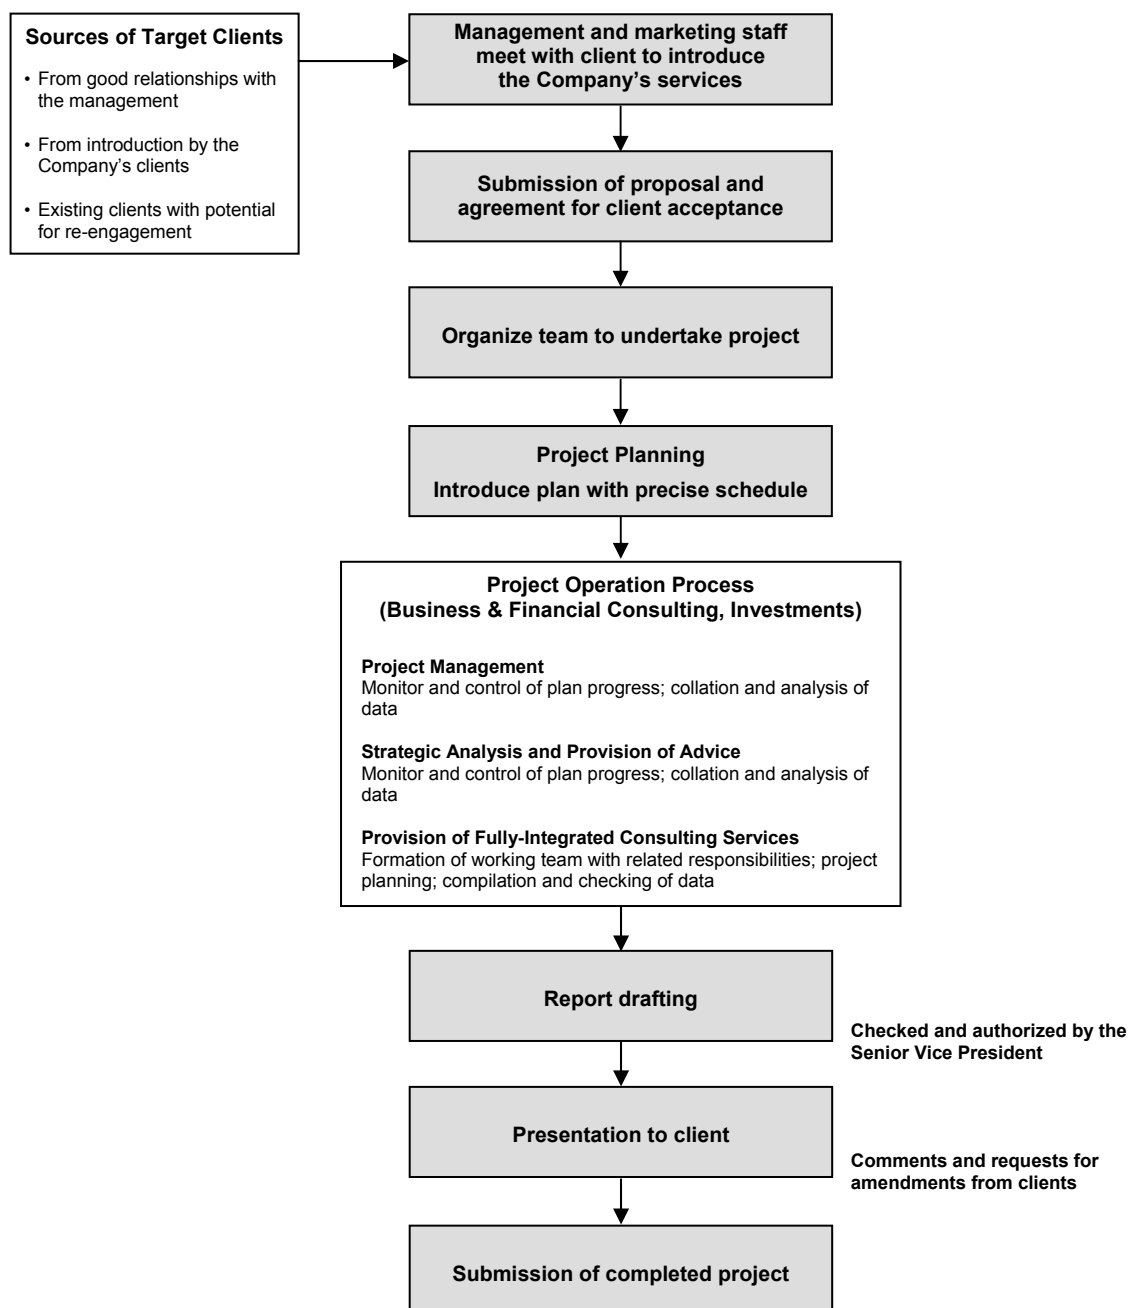 Sources of Target Clients
• From good relationships with
the management
• From introduction by the
Company's clients
• Existing clients with potential
for re-engagement
Management and marketing staff
meet with client to introduce
the Company's services
Submission of proposal and
agreement for client acceptance
Organize team to undertake project
Project Planning
Introduce plan with precise schedule
Project Operation Process
(Business & Financial Consulting, Investments)
Project Management
Monitor and control of plan progress; collation and analysis of
data
Strategic Analysis and Provision of Advice
Monitor and control of plan progress; collation and analysis of
data
Provision of Fully-Integrated Consulting Services
Formation of working team with related responsibilities; project
planning; compilation and checking of data
Report drafting
Checked and authorized by the
Senior Vice President
Presentation to client
Comments and requests for
amendments from clients
Submission of completed project